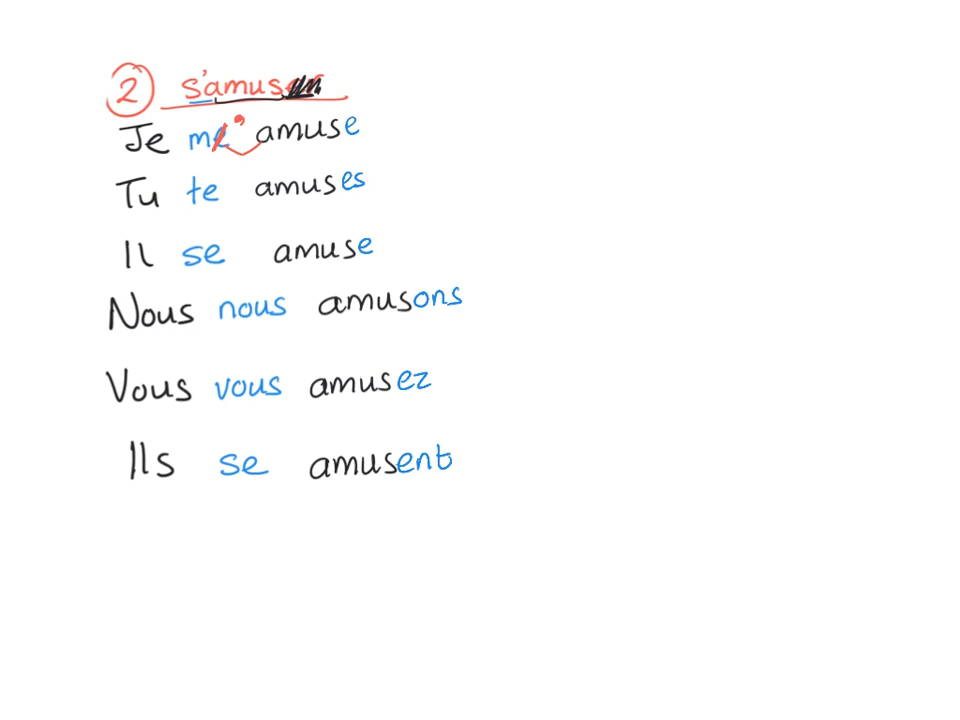 2 s'amus
Je m' amuse
Tu te amuses
Il se amuse
Nous nous amusons
Vous vous amusez
Ils se amusent